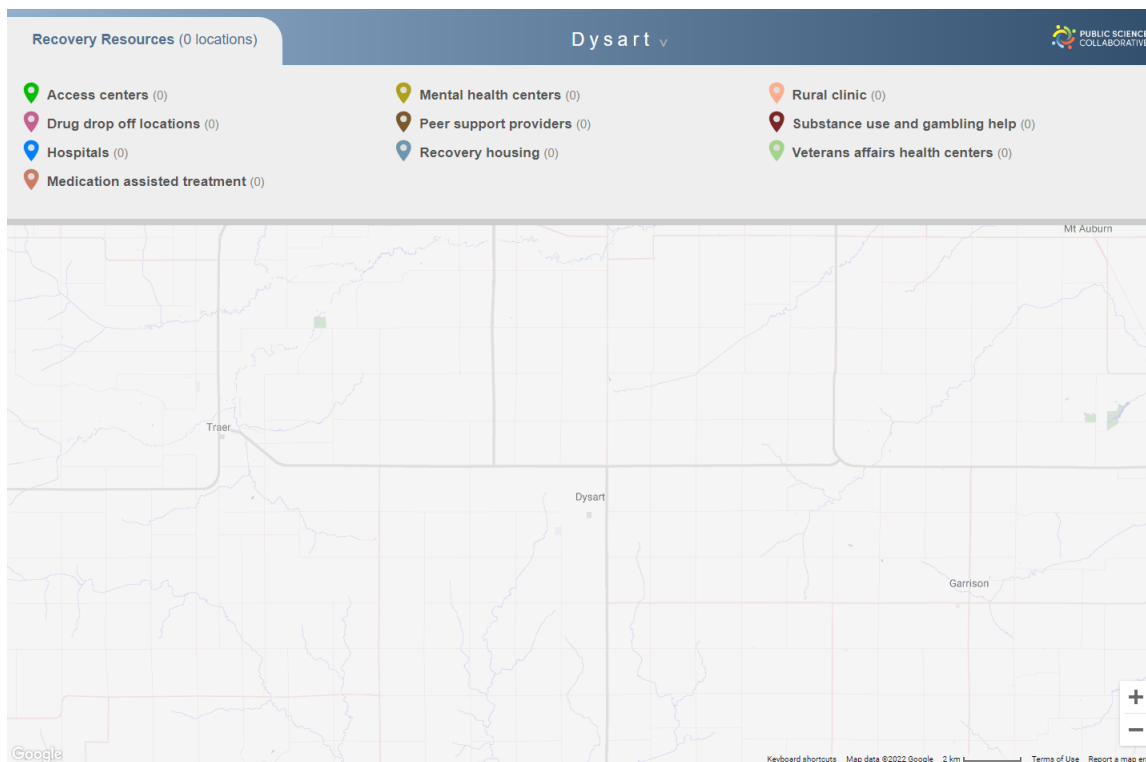 Recovery Resources (0 locations)
Dysart v
PUBLIC SCIENCE
COLLABORATIVE
Access centers (0)
Drug drop off locations (0)
Hospitals (0)
Medication assisted treatment (0)
Mental health centers (0)
Peer support providers (0)
Recovery housing (0)
Rural clinic (0)
Substance use and gambling help (0)
Veterans affairs health centers (0)
Mt Auburn
Traer
Dysart
Garrison
+
−
Google
Keyboard shortcuts Map data ©2022 Google 2 km Terms of Use Report a map er